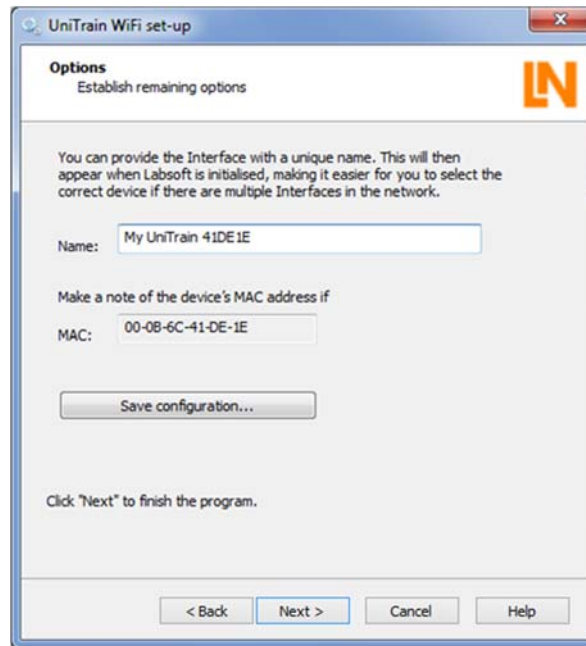 UniTrain WiFi set-up
Options
Establish remaining options
LN
You can provide the Interface with a unique name. This will then
appear when Labsoft is initialised, making it easier for you to select the
correct device if there are multiple Interfaces in the network.
Name: My UniTrain 41DE1E
Make a note of the device's MAC address if
MAC: 00-0B-6C-41-DE-1E
Save configuration...
Click "Next" to finish the program.
< Back Next > Cancel Help